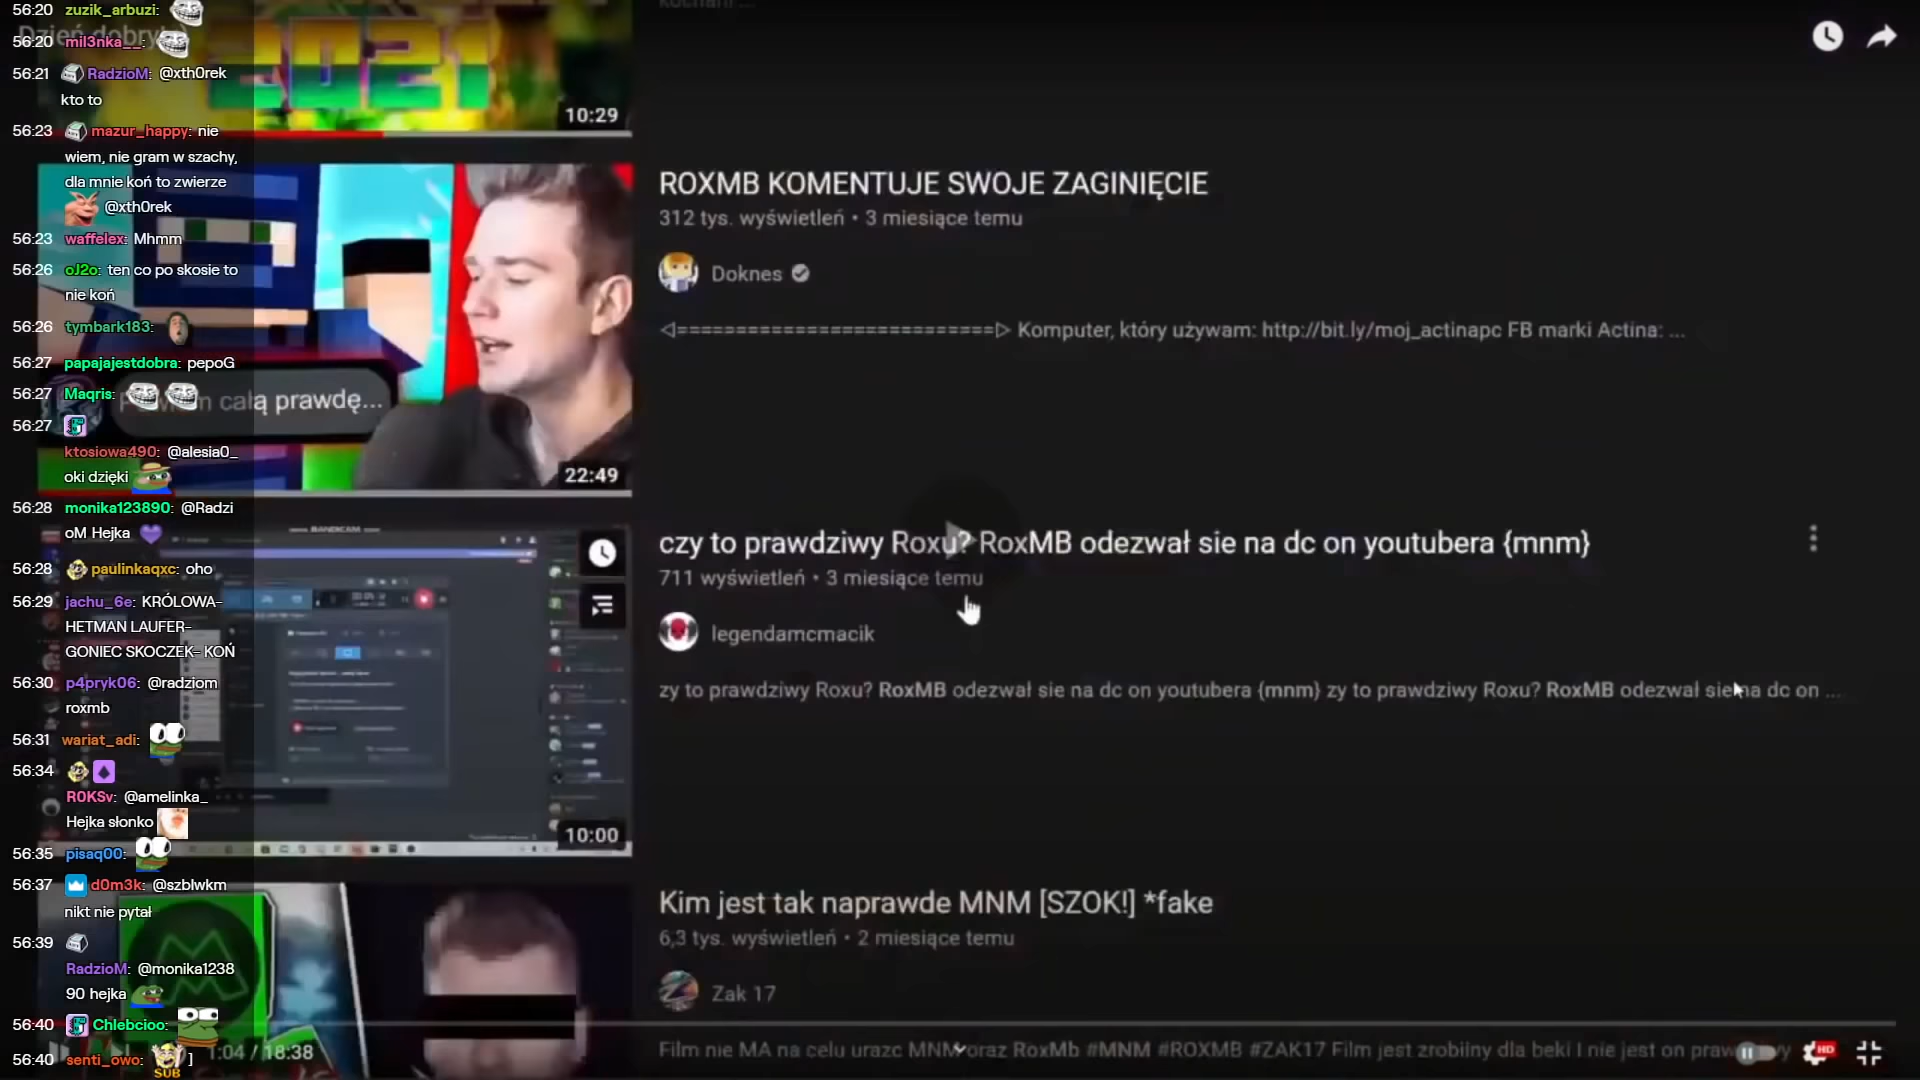 56:20 zuzik_arbuzi:
Dzień dobry
56:20 mil3nka__:
56:21 RadzioM: @xth0rek
kto to
56:23 mazur_happy: nie
wiem, nie gram w szachy,
dla mnie koń to zwierze
@xth0rek
56:23 waffelex: Mhmm
56:26 oJ2o: ten co po skosie to
nie koń
56:26 tymbark183:
56:27 papajajestdobra: pepoG
56:27 Maqris:
56:27
ktosiowa490: @alesia0_
oki dzięki
56:28 monika123890: @Radzi
oM Hejka
56:28 paulinkaqxc: oho
56:29 jachu_6e: KRÓLOWA-
HETMAN LAUFER-
GONIEC SKOCZEK- KOŃ
56:30 p4pryk06: @radziom
roxmb
56:31 wariat_adi:
56:34
R0KSv: @amelinka_
Hejka słonko
56:35 pisaq00:
56:37 d0m3k: @szblwkm
nikt nie pytał
56:39
RadzioM: @monika1238
90 hejka
56:40 Chlebcioo:
56:40 senti_owo: SUB ]
2021
10:29
całą prawdę...
22:49
BANDICAM
10:00
ROXMB KOMENTUJE SWOJE ZAGINIĘCIE
312 tys. wyświetleń • 3 miesiące temu
Doknes
◁===========================▷ Komputer, który używam: http://bit.ly/moj_actinapc FB marki Actina: ...
czy to prawdziwy Roxu? RoxMB odezwał sie na dc on youtubera {mnm}
711 wyświetleń • 3 miesiące temu
legendamcmacik
zy to prawdziwy Roxu? RoxMB odezwał sie na dc on youtubera {mnm} zy to prawdziwy Roxu? RoxMB odezwał sie na dc on ...
Kim jest tak naprawde MNM [SZOK!] *fake
6,3 tys. wyświetleń • 2 miesiące temu
Zak 17
Film nie MA na celu urazc MNM oraz RoxMb #MNM #ROXMB #ZAK17 Film jest zrobiiny dla beki I nie jest on
1:04 / 18:38
HD